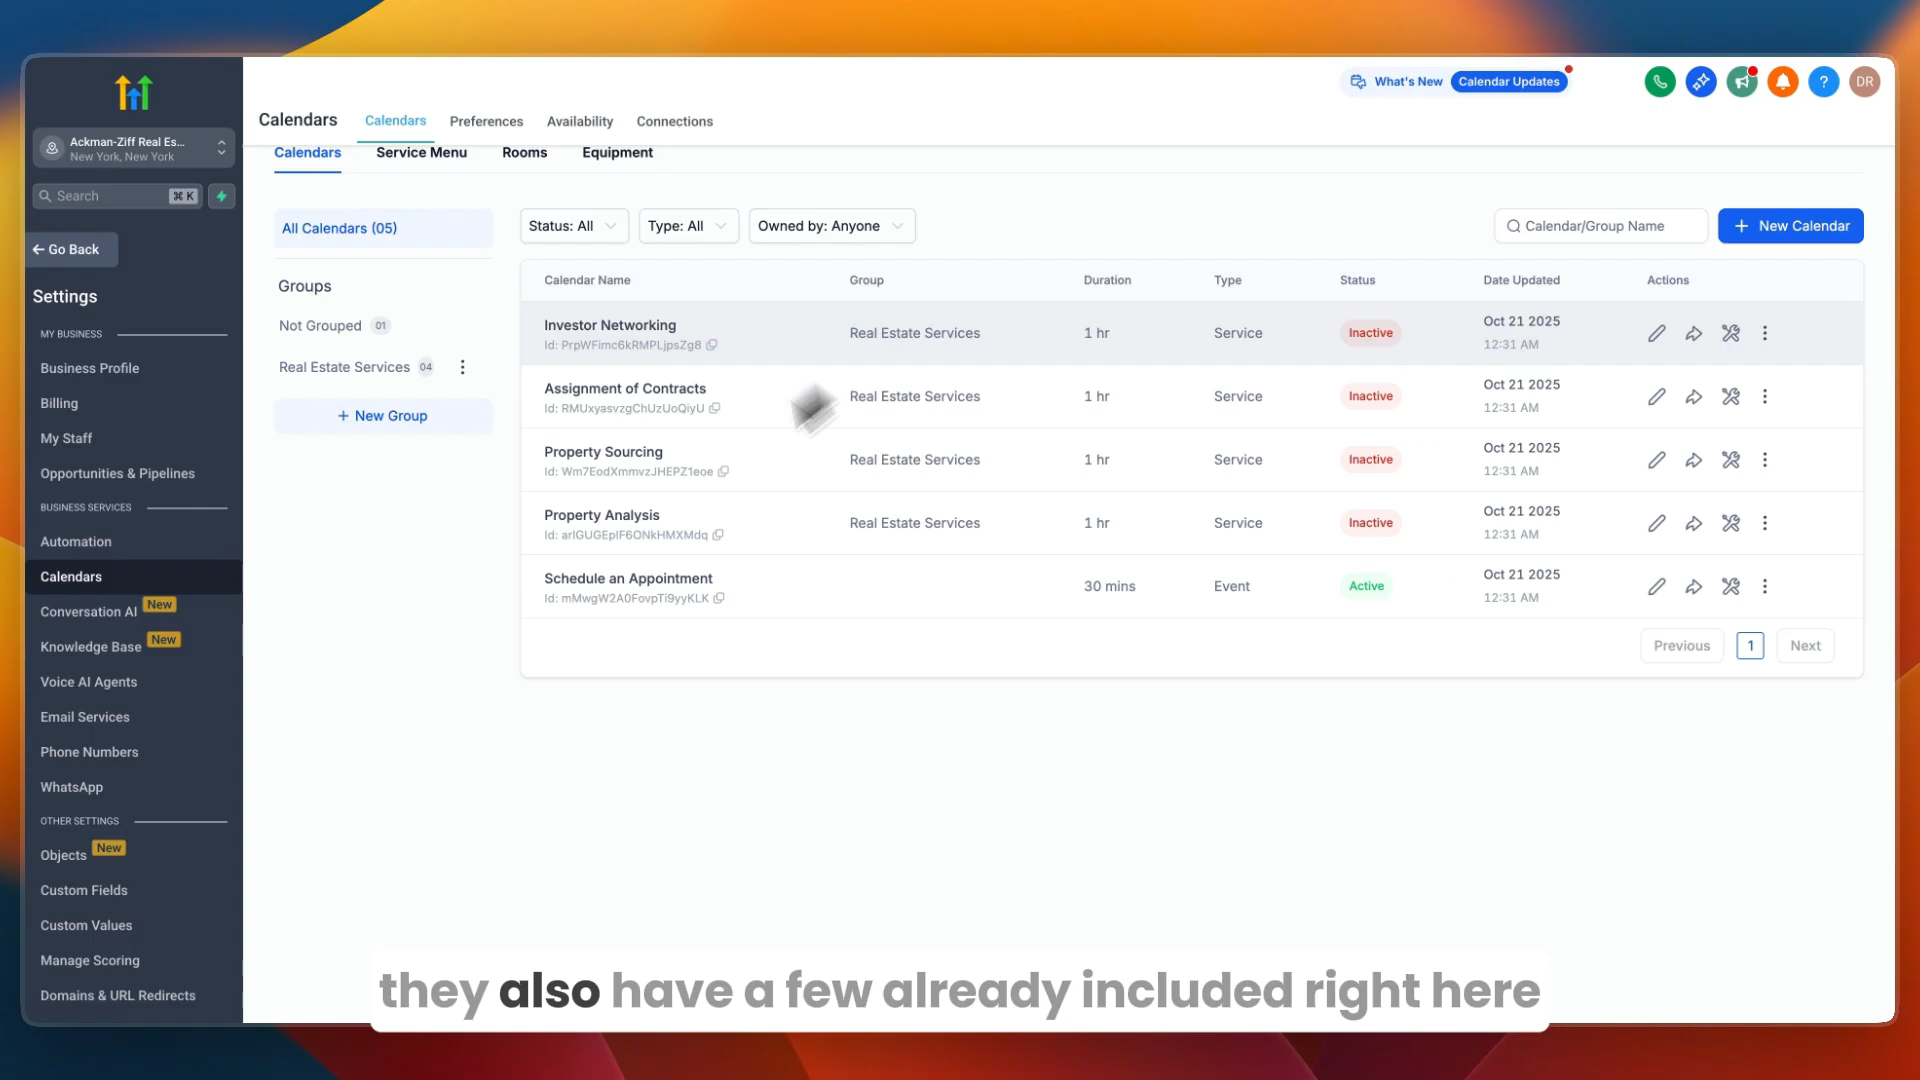 Ackman-Ziff Real Es...
New York, New York
Search
⌘ K
Go Back
Settings
MY BUSINESS
Business Profile
Billing
My Staff
Opportunities & Pipelines
BUSINESS SERVICES
Automation
Calendars
Conversation AI New
Knowledge Base New
Voice AI Agents
Email Services
Phone Numbers
WhatsApp
OTHER SETTINGS
Objects New
Custom Fields
Custom Values
Manage Scoring
Domains & URL Redirects
What's New Calendar Updates
? DR
Calendars Calendars Preferences Availability Connections
Calendars Service Menu Rooms Equipment
All Calendars (05)
Groups
Not Grouped 01
Real Estate Services 04
+ New Group
Status: All Type: All Owned by: Anyone
Calendar/Group Name
+ New Calendar
Calendar Name Group Duration Type Status Date Updated Actions
Investor Networking Real Estate Services 1 hr Service Inactive Oct 21 2025
Id: PrpWFimc6kRMPLjpsZg8 12:31 AM
Assignment of Contracts Real Estate Services 1 hr Service Inactive Oct 21 2025
Id: RMUxyasvzgChUzUoQiyU 12:31 AM
Property Sourcing Real Estate Services 1 hr Service Inactive Oct 21 2025
Id: Wm7EodXmmvzJHEPZ1eoe 12:31 AM
Property Analysis Real Estate Services 1 hr Service Inactive Oct 21 2025
Id: arlGUGEplF6ONkHMXMdq 12:31 AM
Schedule an Appointment 30 mins Event Active Oct 21 2025
Id: mMwgW2A0FovpTi9yyKLK 12:31 AM
Previous 1 Next
they also have a few already included right here